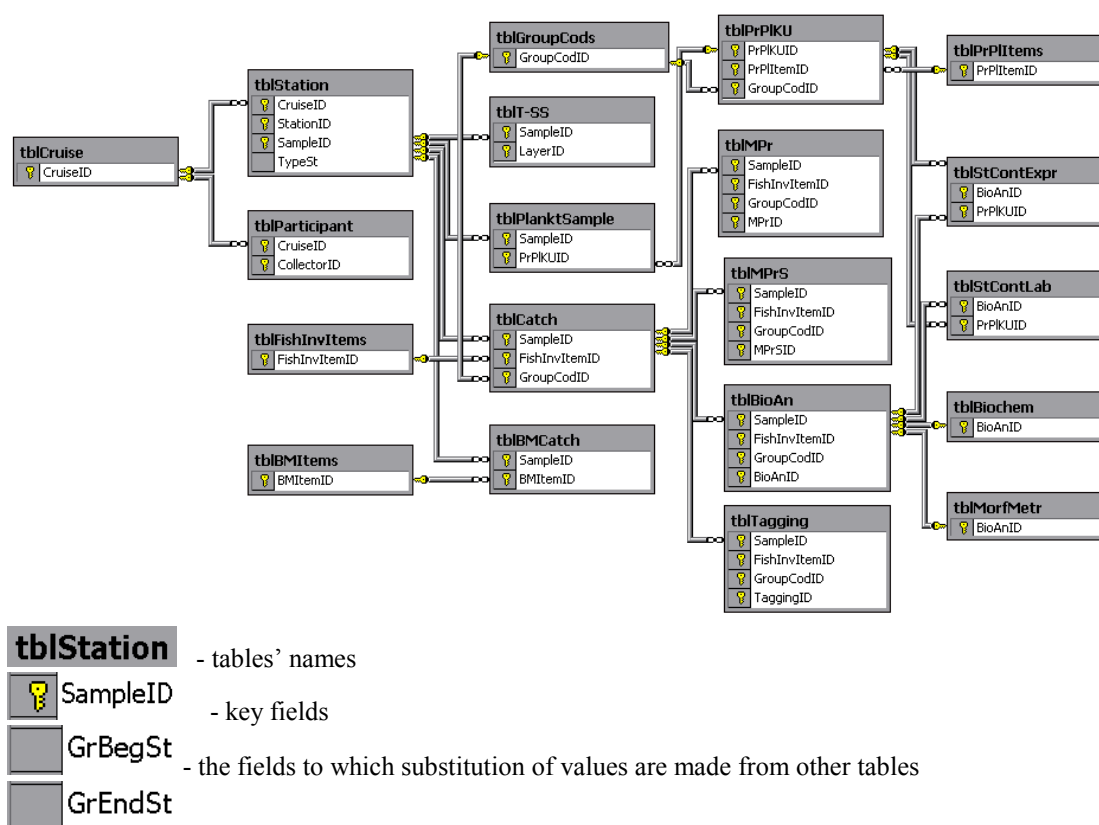 tblCruise
CruiseID
tblStation
CruiseID
StationID
SampleID
TypeSt
tblParticipant
CruiseID
CollectorID
tblFishInvItems
FishInvItemID
tblBMItems
BMItemID
tblGroupCods
GroupCodID
tblT-SS
SampleID
LayerID
tblPlanktSample
SampleID
PrPlKUID
tblCatch
SampleID
FishInvItemID
GroupCodID
tblBMCatch
SampleID
BMItemID
tblPrPlKU
PrPlKUID
PrPlItemID
GroupCodID
tblMPr
SampleID
FishInvItemID
GroupCodID
MPrID
tblMPrS
SampleID
FishInvItemID
GroupCodID
MPrSID
tblBioAn
SampleID
FishInvItemID
GroupCodID
BioAnID
tblTagging
SampleID
FishInvItemID
GroupCodID
TaggingID
tblPrPlItems
PrPlItemID
tblStContExpr
BioAnID
PrPlKUID
tblStContLab
BioAnID
PrPlKUID
tblBiochem
BioAnID
tblMorfMetr
BioAnID
tblStation - tables’ names
SampleID - key fields
GrBegSt
- the fields to which substitution of values are made from other tables
GrEndSt